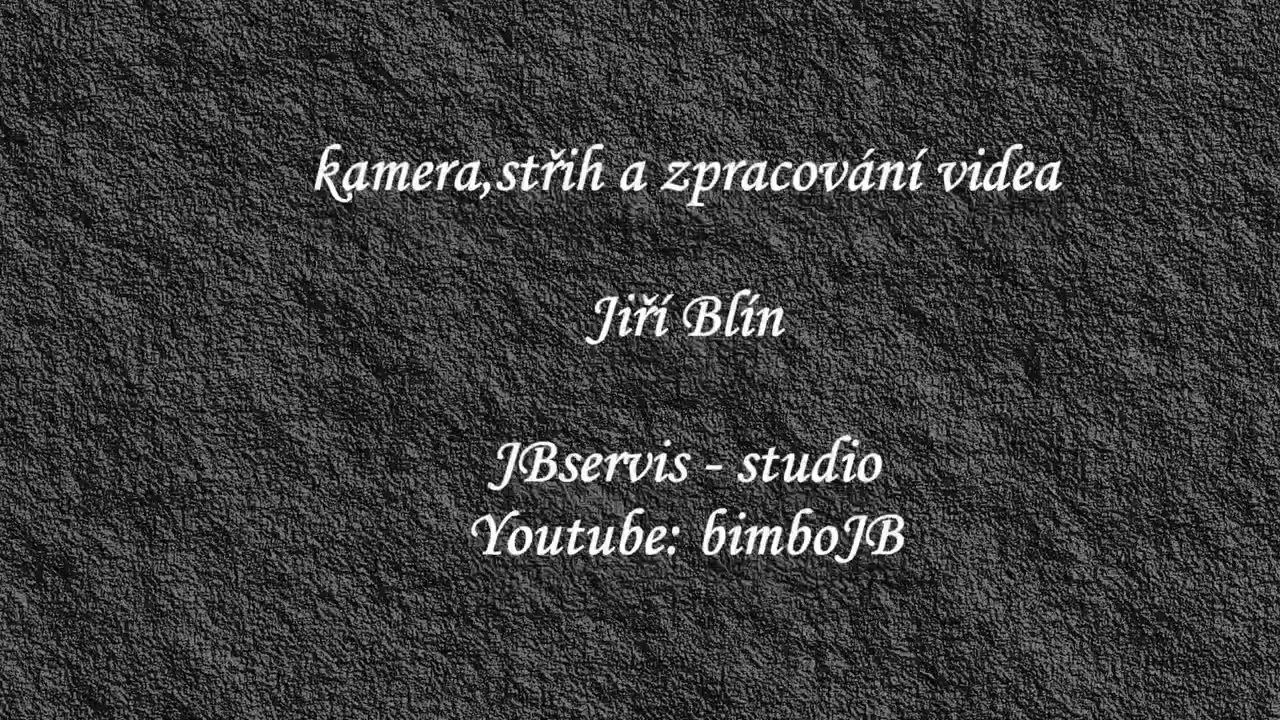 kamera,střih a zpracování videa
Jiří Blín
JBservis - studio
Youtube: bimboJB